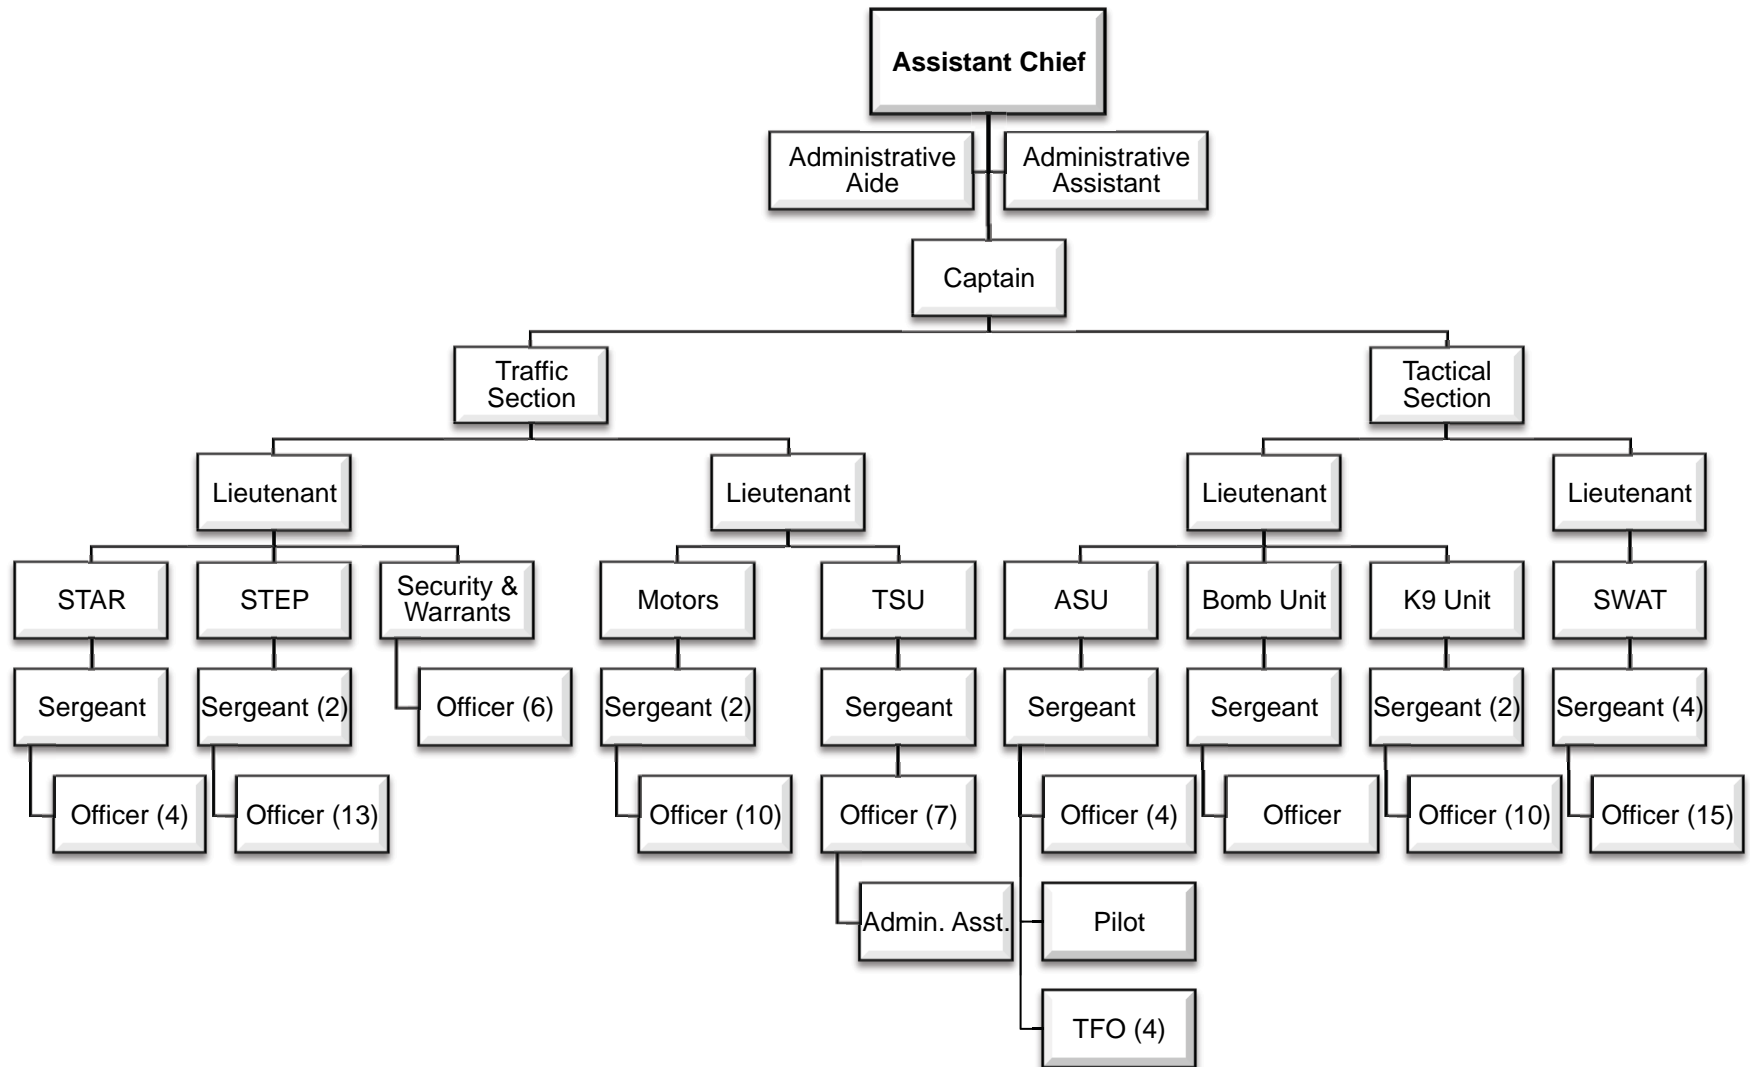 Assistant Chief
Administrative
Aide
Administrative
Assistant
Captain
Traffic
Section
Tactical
Section
Lieutenant
Lieutenant
Lieutenant
Lieutenant
STAR
STEP
Security &
Warrants
Motors
TSU
ASU
Bomb Unit
K9 Unit
SWAT
Sergeant
Sergeant (2)
Officer (6)
Sergeant (2)
Sergeant
Sergeant
Sergeant
Sergeant (2)
Sergeant (4)
Officer (4)
Officer (13)
Officer (10)
Officer (7)
Officer (4)
Officer
Officer (10)
Officer (15)
Admin. Asst.
Pilot
TFO (4)